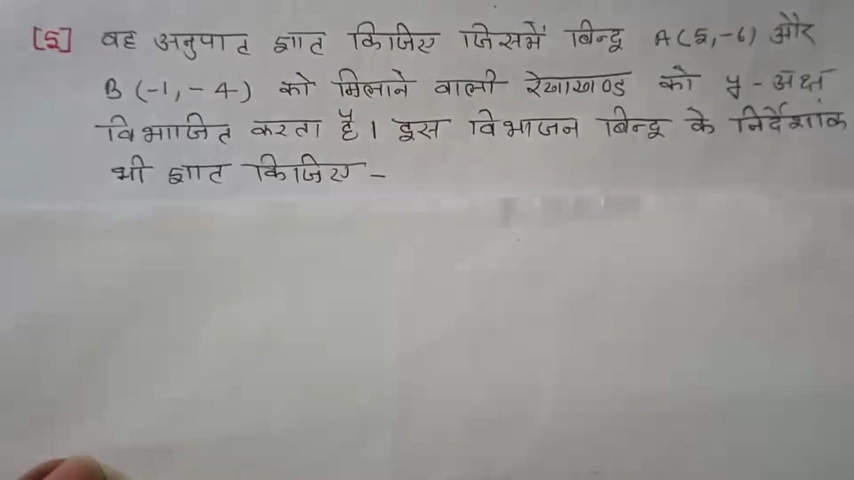 [5] वह अनुपात ज्ञात किजिए जिसमें बिन्दू A(5,-6) और
B (-1,-4) को मिलाने वाली रेखाखण्ड को y-अक्ष
विभाजित करता है। इस विभाजन बिन्दू के निर्देशांक
भी ज्ञात किजिए -